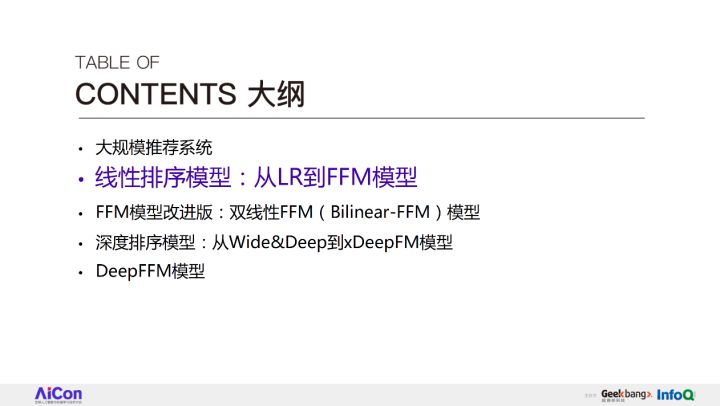 TABLE OF
CONTENTS 大纲
• 大规模推荐系统
• 线性排序模型：从LR到FFM模型
• FFM模型改进版：双线性FFM（Bilinear-FFM）模型
• 深度排序模型：从Wide&Deep到xDeepFM模型
• DeepFFM模型
AiCon
Geekbang>.
InfoQ